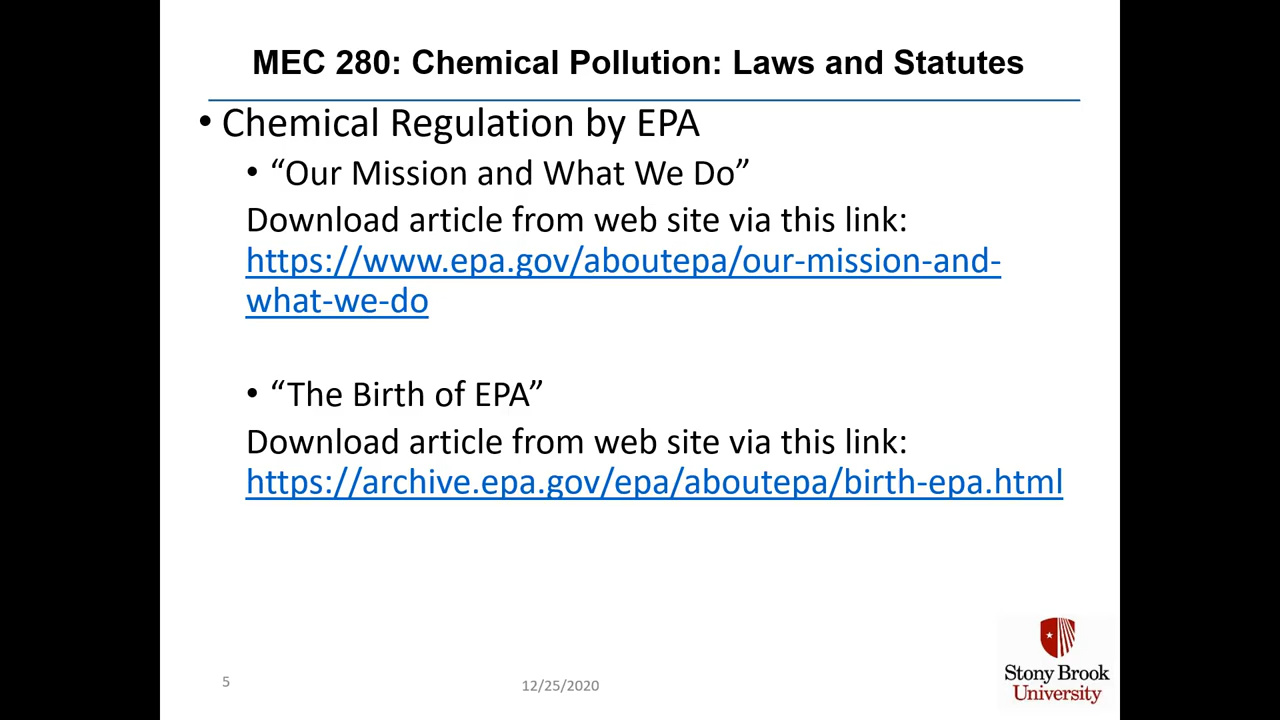 MEC 280: Chemical Pollution: Laws and Statutes
• Chemical Regulation by EPA
• “Our Mission and What We Do”
Download article from web site via this link:
https://www.epa.gov/aboutepa/our-mission-and-
what-we-do
• “The Birth of EPA”
Download article from web site via this link:
https://archive.epa.gov/epa/aboutepa/birth-epa.html
5
12/25/2020
Stony Brook
University